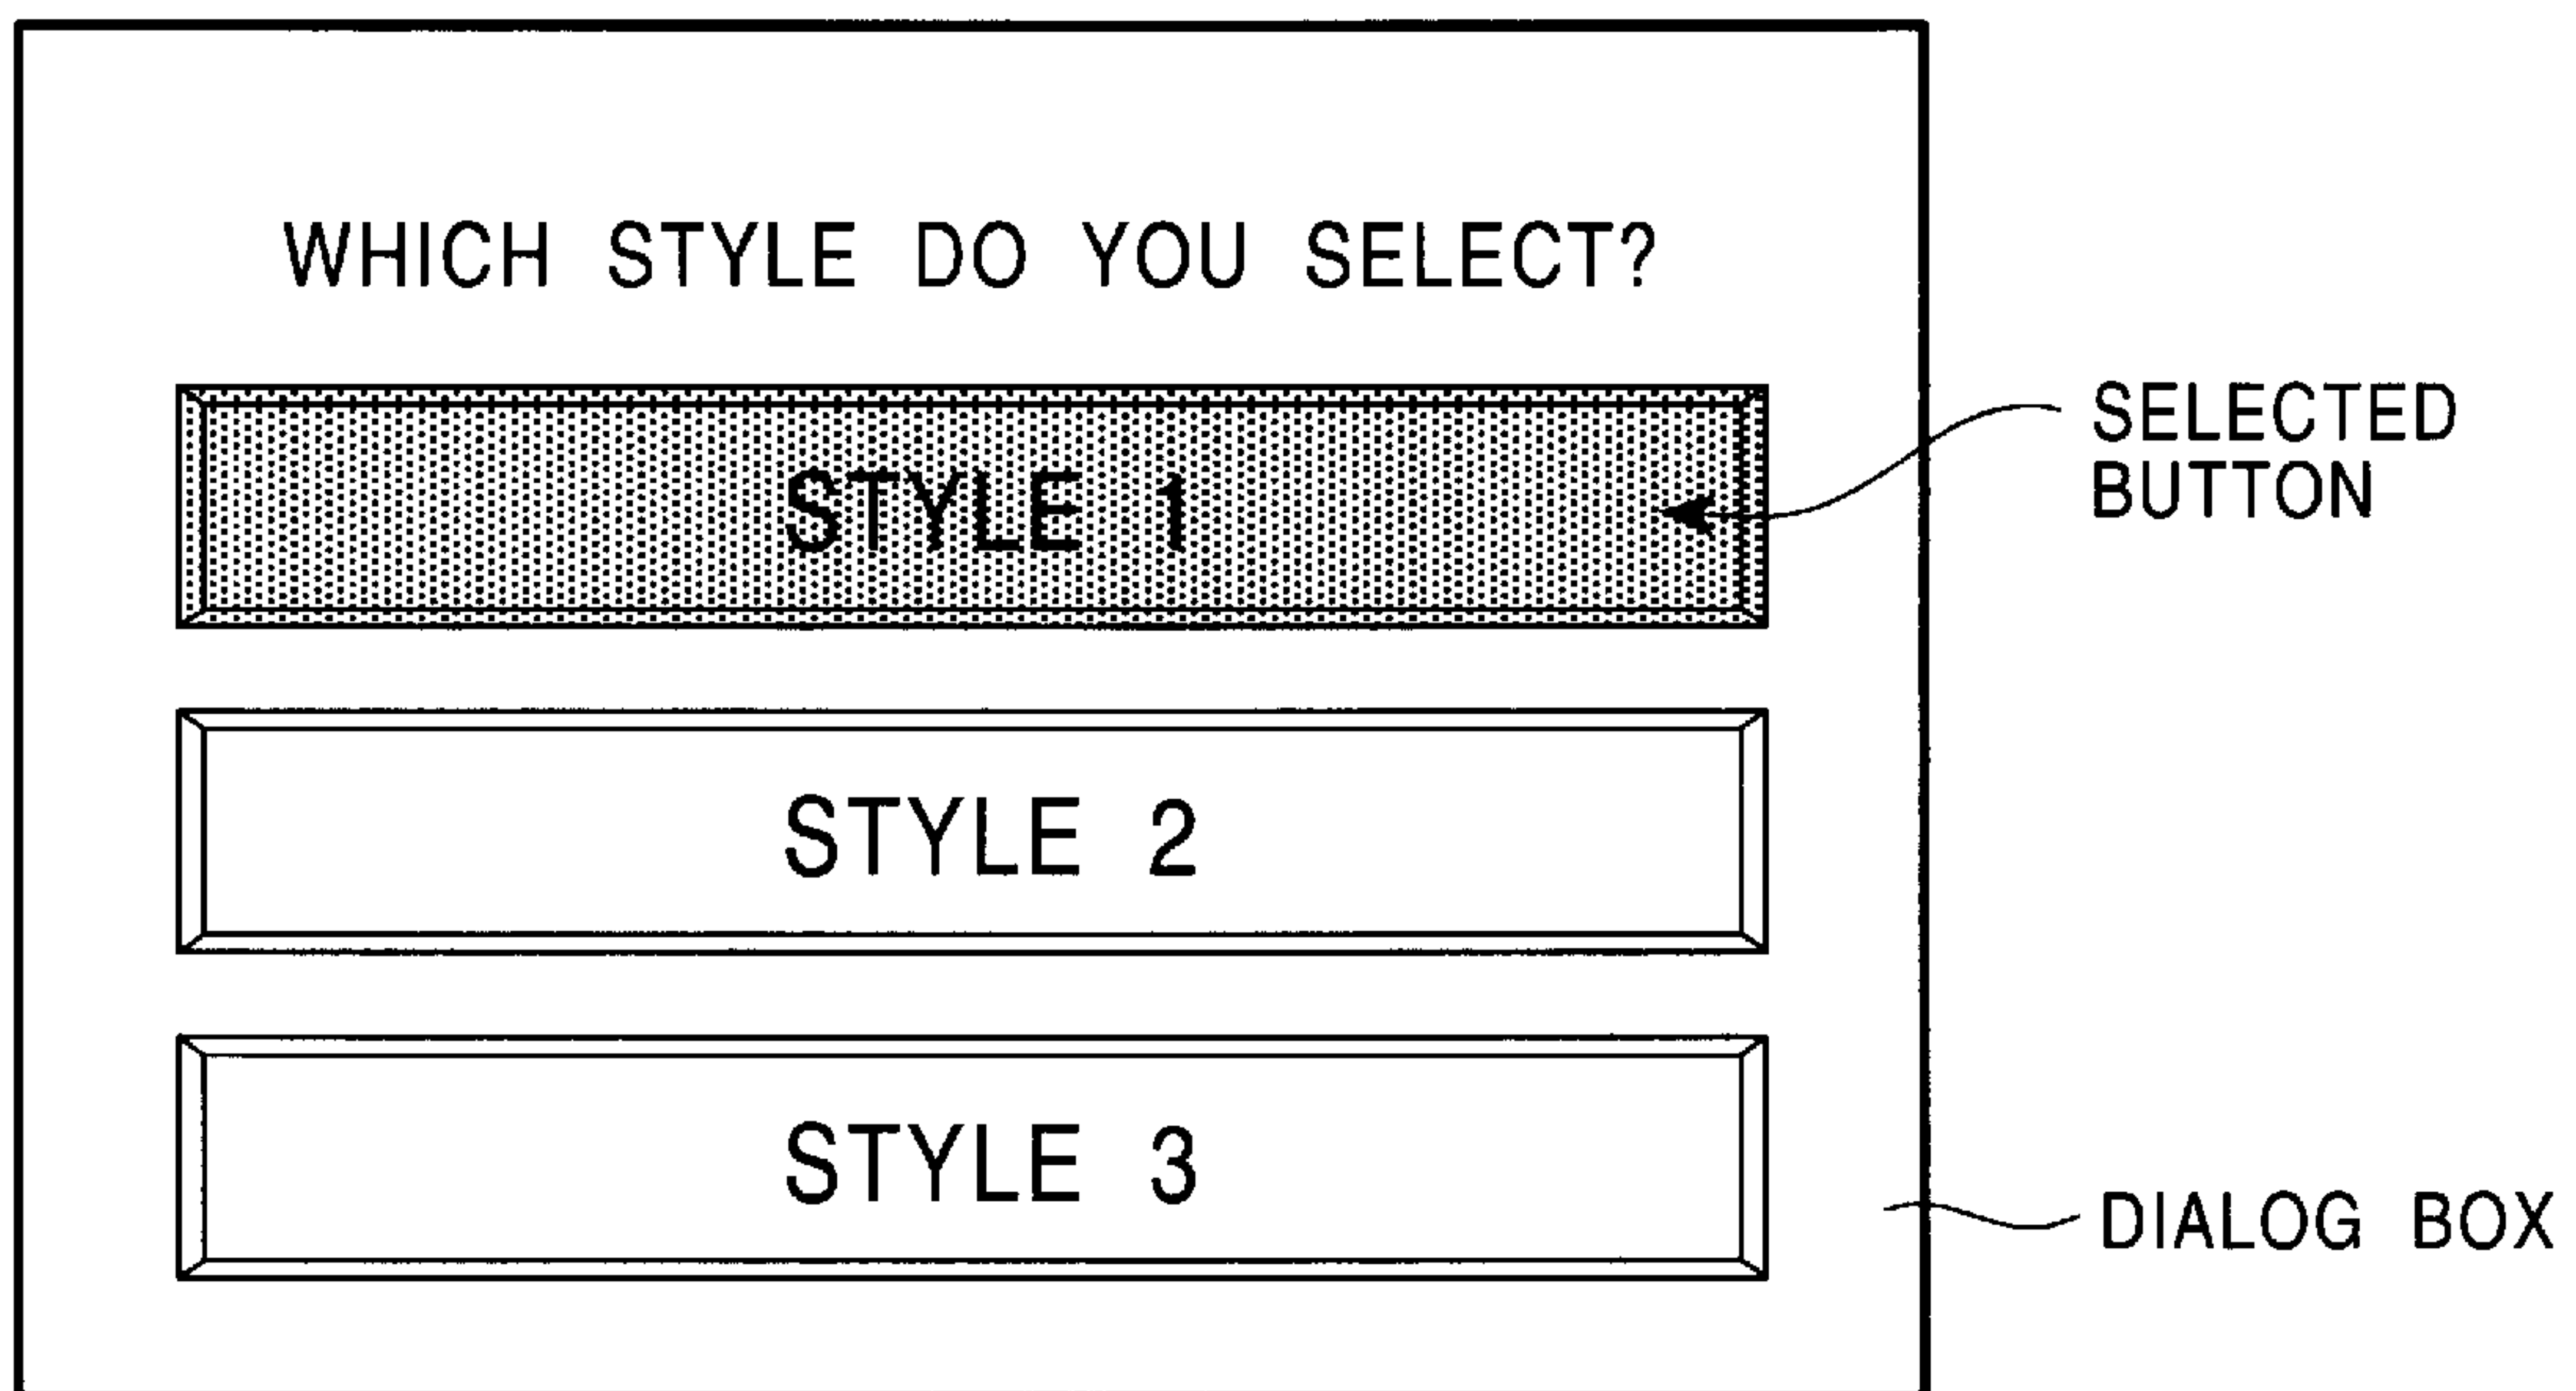 WHICH STYLE DO YOU SELECT?
STYLE 1
SELECTED
BUTTON
STYLE 2
STYLE 3
DIALOG BOX